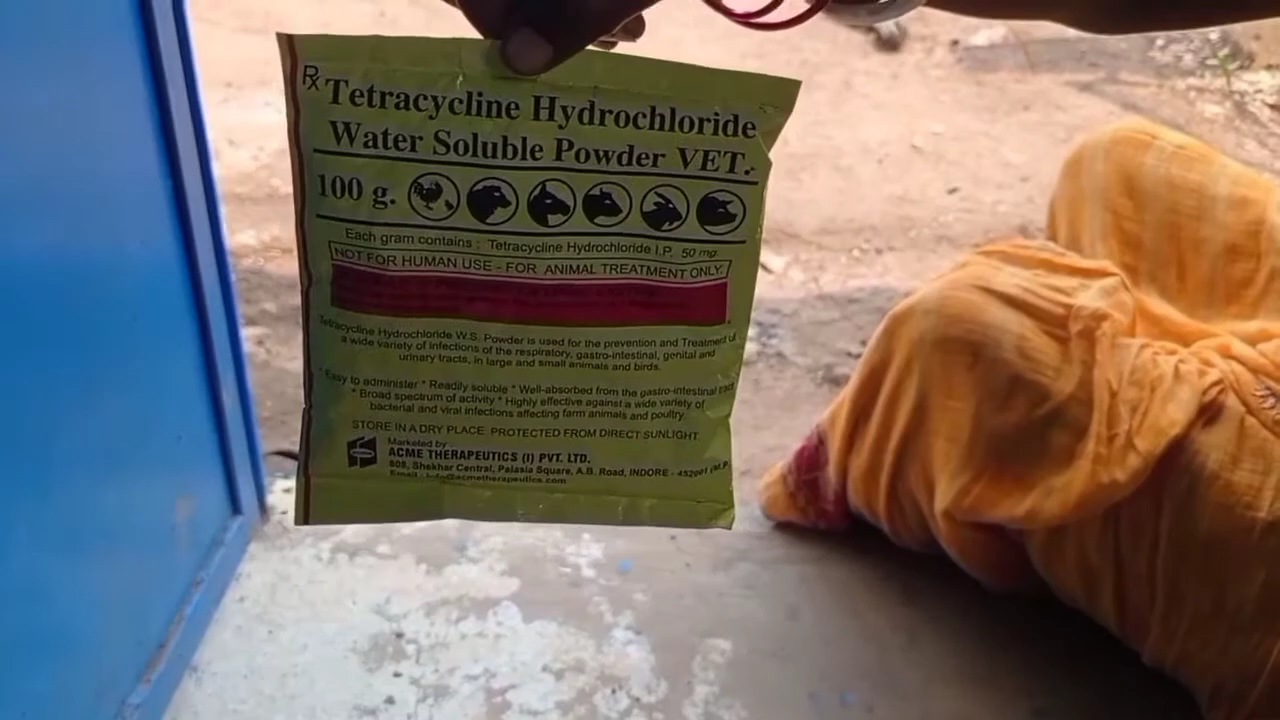 Rx Tetracycline Hydrochloride
Water Soluble Powder VET.
100 g.
Each gram contains : Tetracycline Hydrochloride I.P. 50 mg.
NOT FOR HUMAN USE - FOR ANIMAL TREATMENT ONLY.
Tetracycline Hydrochloride W.S. Powder is used for the prevention and Treatment of
a wide variety of infections of the respiratory, gastro-intestinal, genital and
urinary tracts, in large and small animals and birds.
* Easy to administer * Readily soluble * Well-absorbed from the gastro-intestinal tract
* Broad spectrum of activity * Highly effective against a wide variety of
bacterial and viral infections affecting farm animals and poultry.
STORE IN A DRY PLACE. PROTECTED FROM DIRECT SUNLIGHT.
Marketed by
ACME THERAPEUTICS (I) PVT. LTD.
808, Shekhar Central, Palasia Square, A.B. Road, INDORE - 452001 (M.P.)
Email : info@acmetherapeutics.com